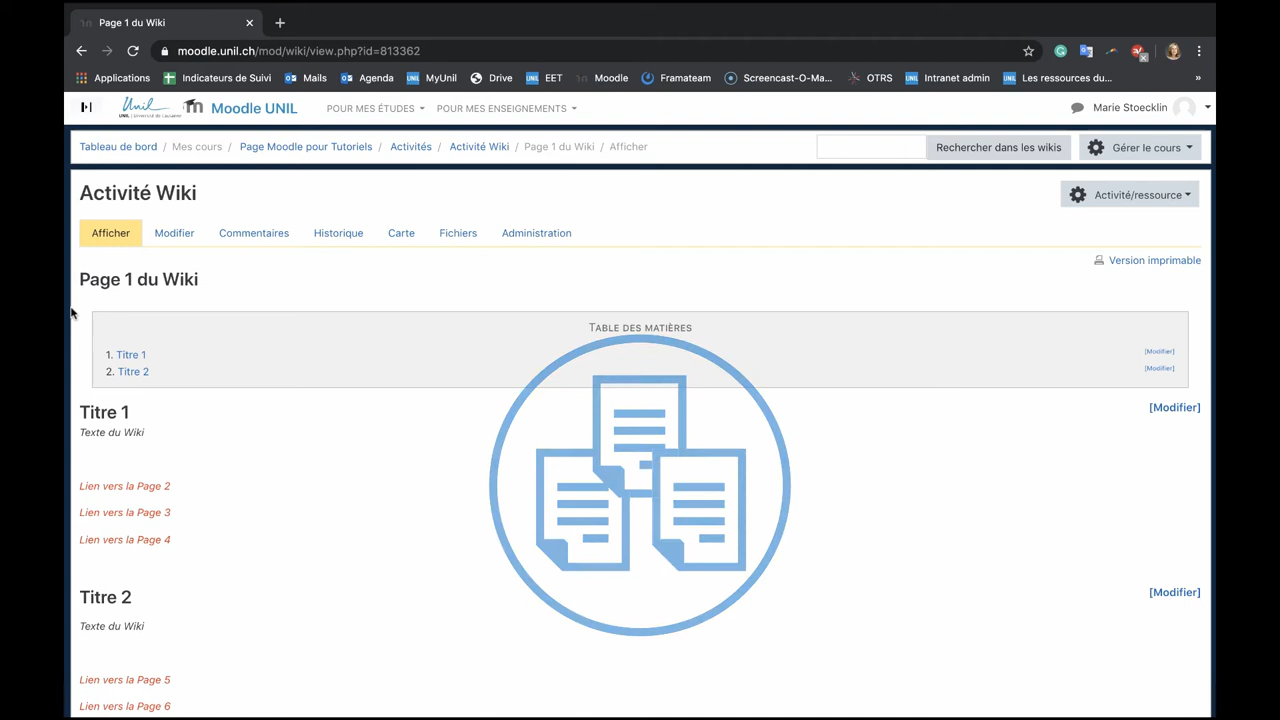 Page 1 du Wiki
moodle.unil.ch/mod/wiki/view.php?id=813362
Applications Indicateurs de Suivi Mails Agenda MyUnil Drive EET Moodle Framateam Screencast-O-Ma... OTRS Intranet admin Les ressources du... »
Unil Moodle UNIL POUR MES ÉTUDES POUR MES ENSEIGNEMENTS Marie Stoecklin
Tableau de bord / Mes cours / Page Moodle pour Tutoriels / Activités / Activité Wiki / Page 1 du Wiki / Afficher Rechercher dans les wikis Gérer le cours
Activité Wiki Activité/ressource
Afficher Modifier Commentaires Historique Carte Fichiers Administration
Version imprimable
Page 1 du Wiki
TABLE DES MATIÈRES
1. Titre 1 [Modifier]
2. Titre 2 [Modifier]
Titre 1 [Modifier]
Texte du Wiki
Lien vers la Page 2
Lien vers la Page 3
Lien vers la Page 4
Titre 2 [Modifier]
Texte du Wiki
Lien vers la Page 5
Lien vers la Page 6